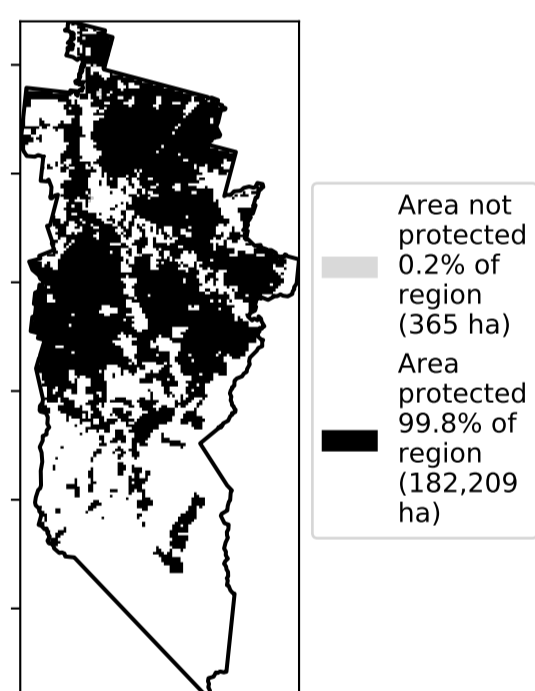 Area not
protected
0.2% of
region
(365 ha)
Area
protected
99.8% of
region
(182,209
ha)